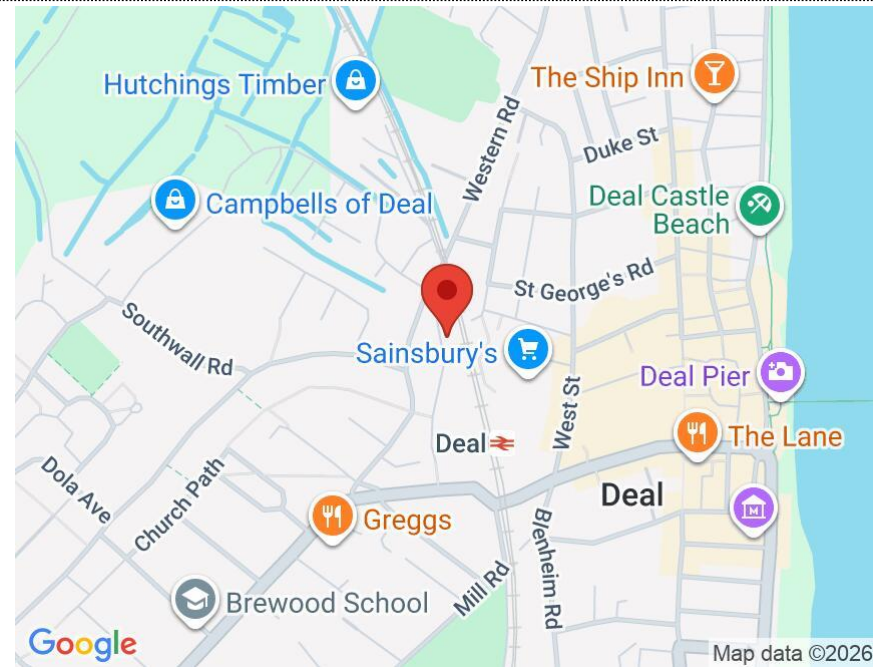 Hutchings Timber
The Ship Inn
Western Rd
Duke St
Campbells of Deal
Deal Castle
Beach
St George's Rd
Southwall Rd
Sainsbury's
Deal Pier
West St
Deal
The Lane
Dola Ave
Church Path
Greggs
Deal
Blenheim Rd
Mill Rd
Brewood School
Google
Map data ©2026